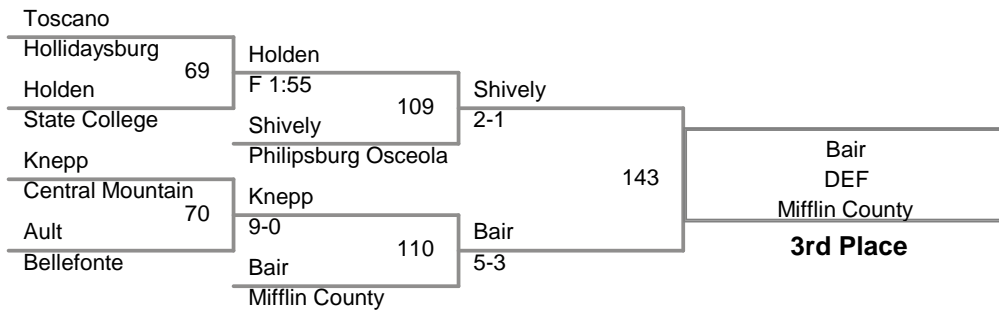 Toscano
Hollidaysburg
69
Holden
State College
Knepp
Central Mountain
70
Ault
Bellefonte
Holden
F 1:55
109
Shively
Philipsburg Osceola
Knepp
9-0
110
Bair
Mifflin County
Shively
2-1
143
Bair
5-3
Bair
DEF
Mifflin County
3rd Place